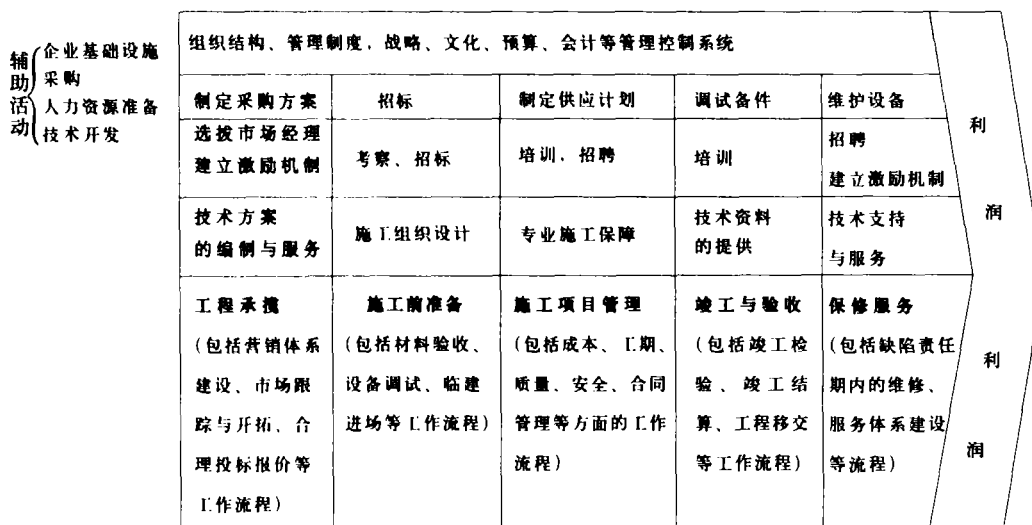 辅助活动
企业基础设施
采购
人力资源准备
技术开发
组织结构、管理制度，战略、文化、预算、会计等管理控制系统
制定采购方案
招标
制定供应计划
调试备件
维护设备
选拨市场经理
建立激励机制
考察、招标
培训，招聘
培训
招聘
建立激励机制
技术方案
的编制与服务
施工组织设计
专业施工保障
技术资料
的提供
技术支持
与服务
工程承揽
(包括营销体系
建设、市场跟
踪与开拓、合
理投标报价等
工作流程)
施工前准备
(包括材料验收、
设备调试、临建
进场等工作流程)
施工项目管理
(包括成本、工期、
质量、安全、合同
管理等方面的工作
流程)
竣工与验收
(包括竣工检
验、竣工结
算、工程移交
等工作流程)
保修服务
(包括缺陷责任
期内的维修、
服务体系建设
等流程)
利
润
利
润